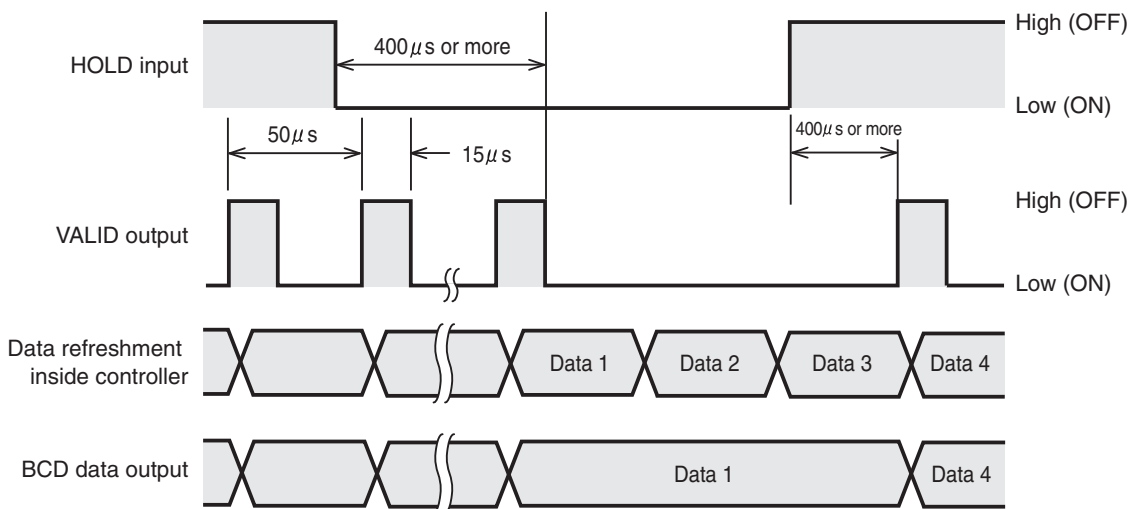 HOLD input
400μs or more
High (OFF)
Low (ON)
50μs
15μs
400μs or more
VALID output
High (OFF)
Low (ON)
Data refreshment
inside controller
Data 1
Data 2
Data 3
Data 4
BCD data output
Data 1
Data 4